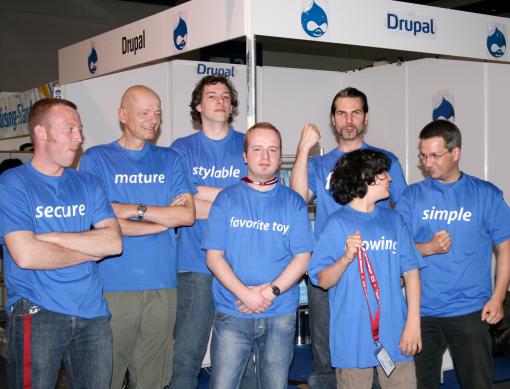 Drupal
Drupal
Drupal
secure
mature
stylable
favorite toy
simple